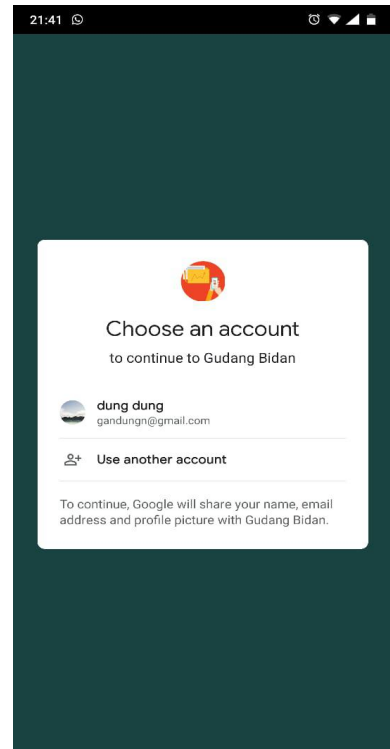 21:41
Choose an account
to continue to Gudang Bidan
dung dung
gandungn@gmail.com
Use another account
To continue, Google will share your name, email
address and profile picture with Gudang Bidan.